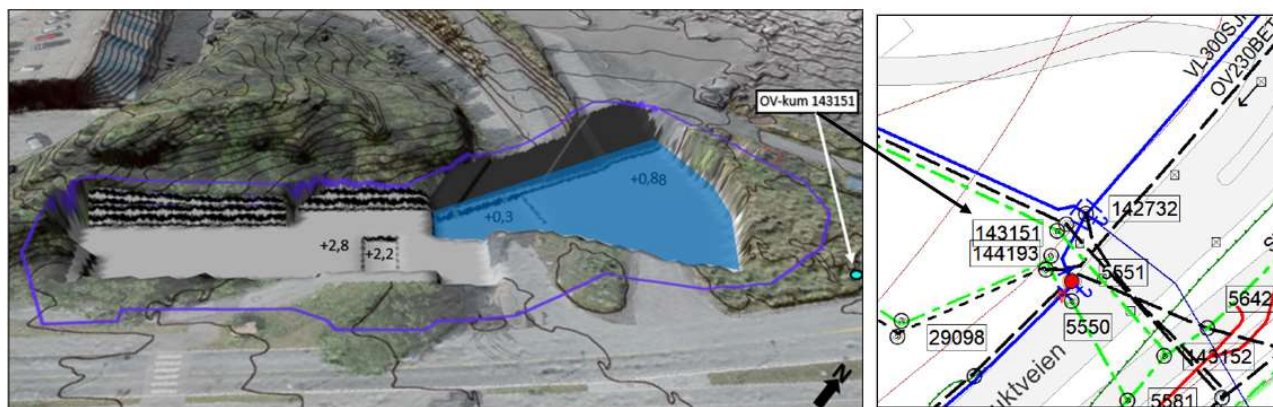 OV-kum 143151
+0,88
+0,3
+2,8
+2,2
N
VL300SJ
OV230BET
142732
143151
144193
5551
5642
5550
29098
143152
5581
uktveien